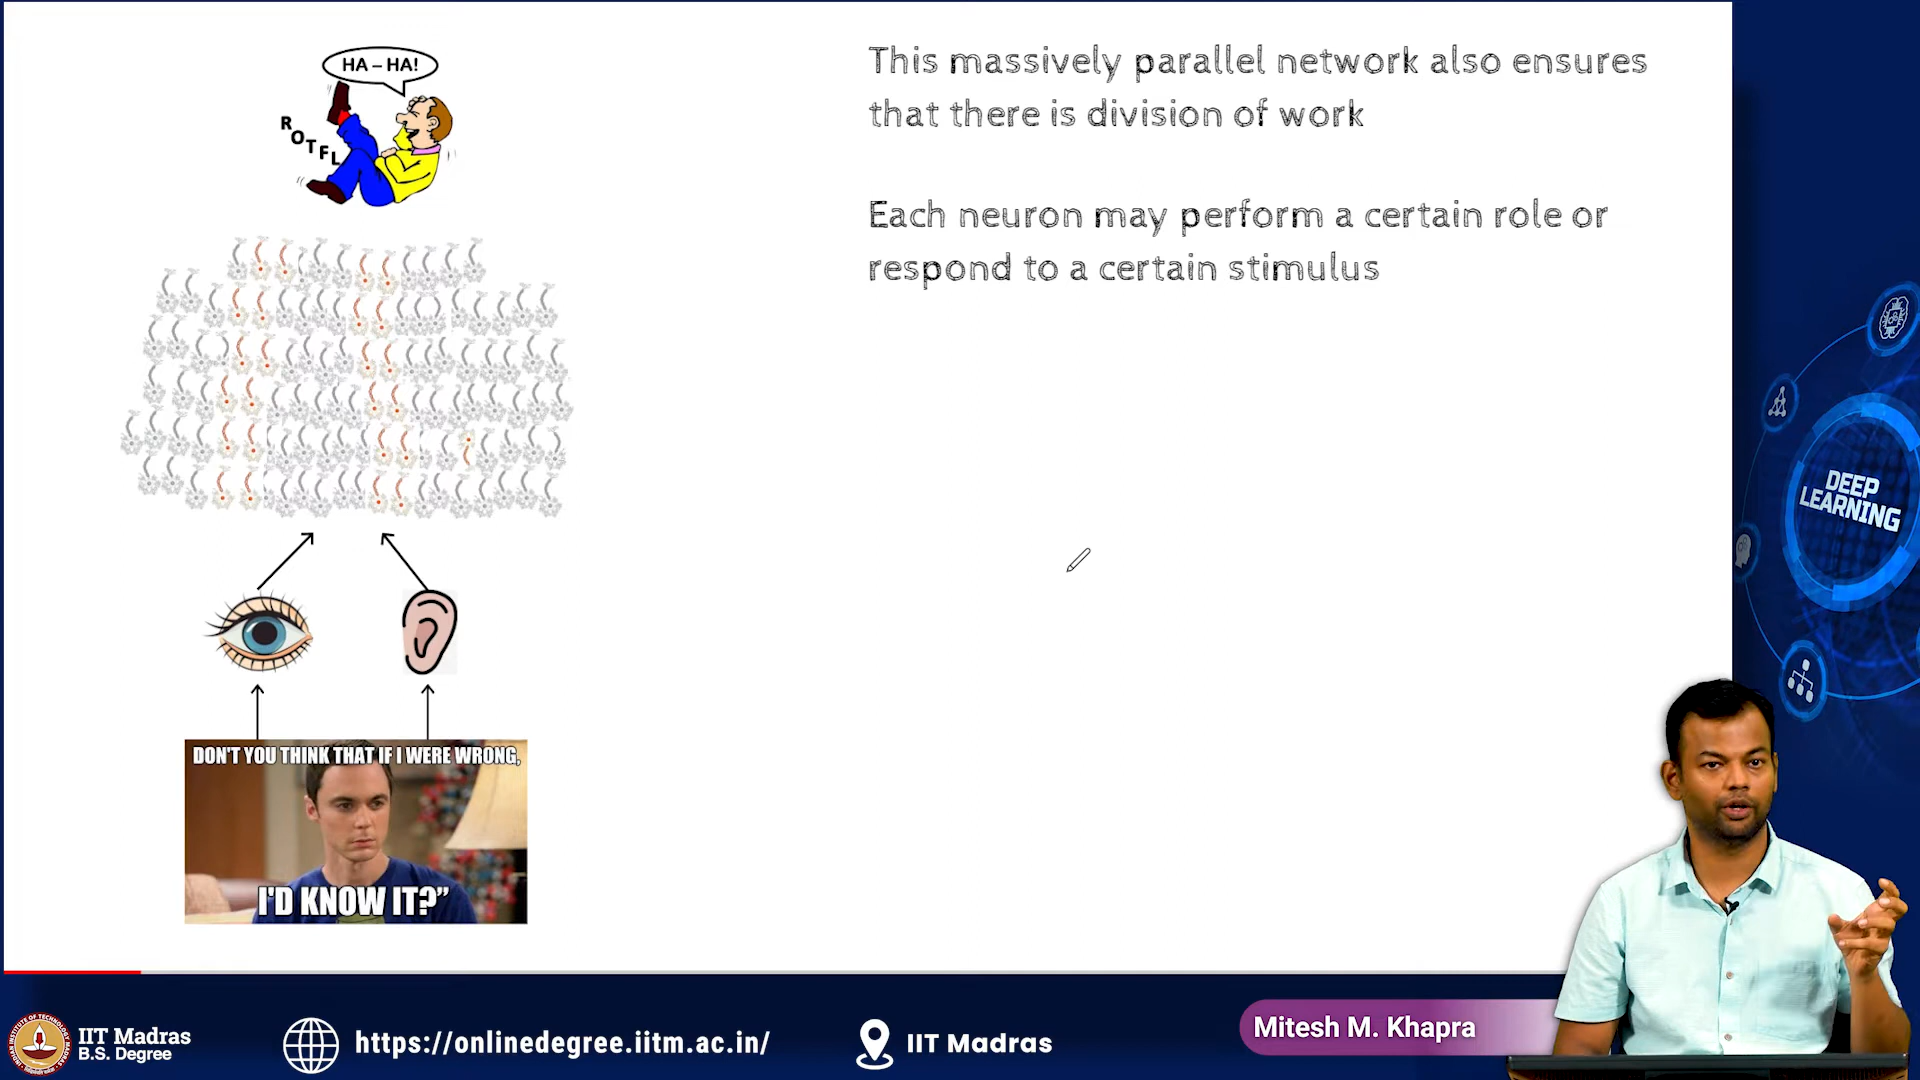 HA – HA!
ROTFL
This massively parallel network also ensures
that there is division of work
Each neuron may perform a certain role or
respond to a certain stimulus
DON'T YOU THINK THAT IF I WERE WRONG,
I'D KNOW IT?”
DEEP
LEARNING
Mitesh M. Khapra
IIT Madras
B.S. Degree
https://onlinedegree.iitm.ac.in/
IIT Madras